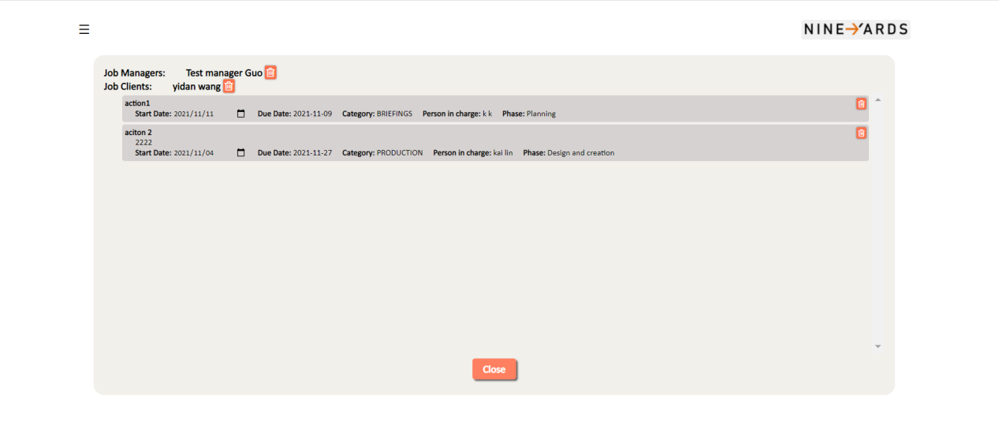 ☰
NINE→YARDS
Job Managers: Test manager Guo
Job Clients: yidan wang
action1
Start Date: 2021/11/11 Due Date: 2021-11-09 Category: BRIEFINGS Person in charge: k k Phase: Planning
aciton 2
2222
Start Date: 2021/11/04 Due Date: 2021-11-27 Category: PRODUCTION Person in charge: kai lin Phase: Design and creation
Close